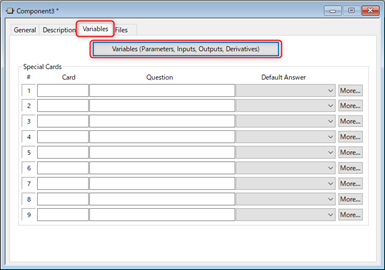 Component3 *
General Description Variables Files
Variables (Parameters, Inputs, Outputs, Derivatives)
Special Cards
# Card Question Default Answer
1 More...
2 More...
3 More...
4 More...
5 More...
6 More...
7 More...
8 More...
9 More...